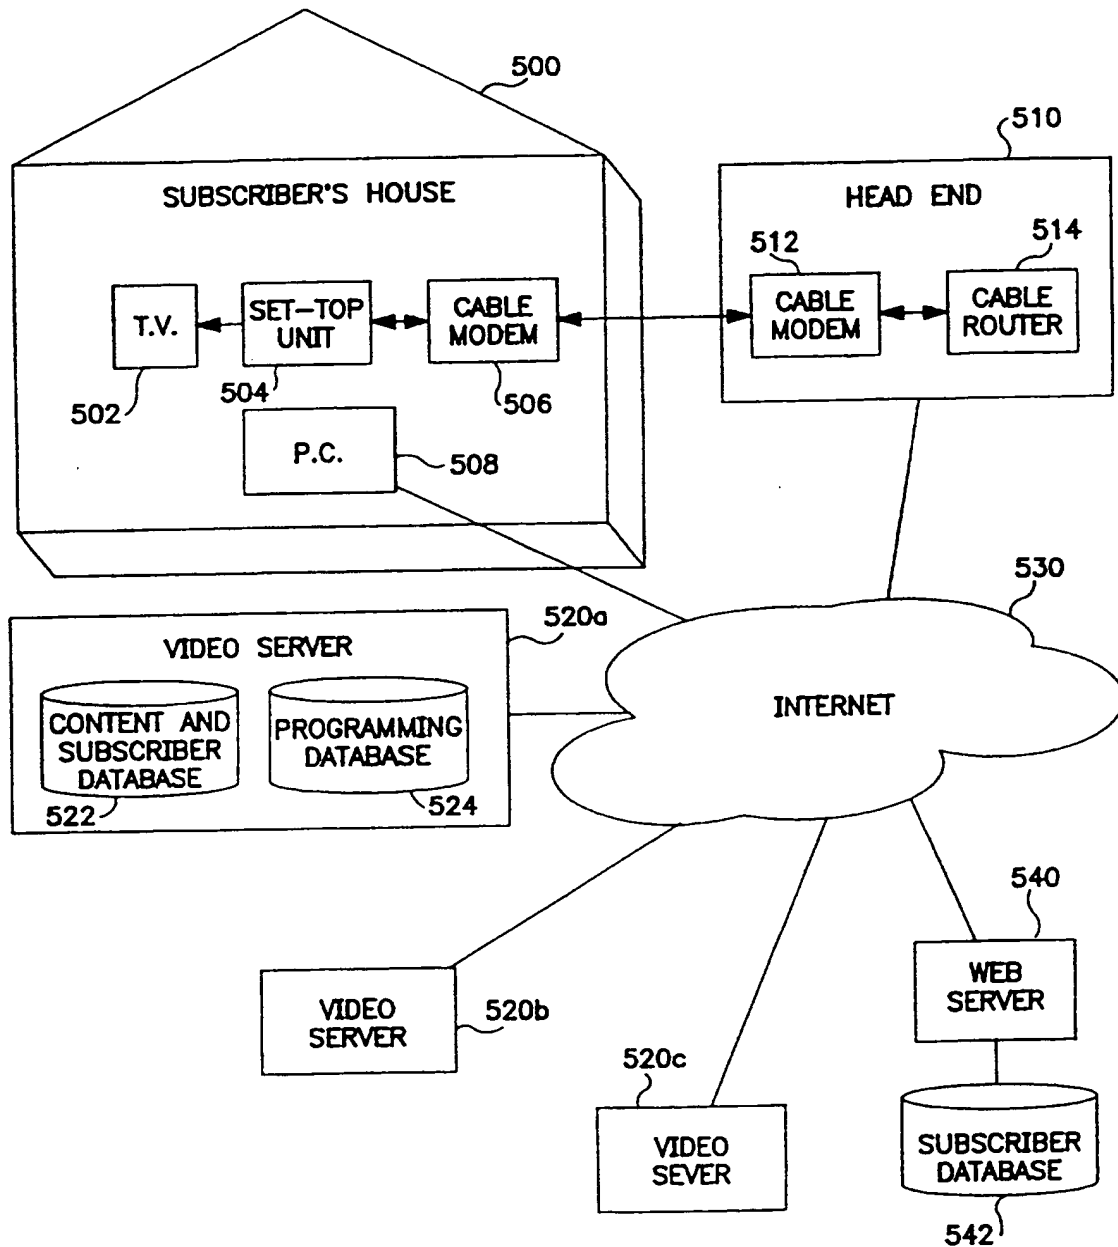 500
510
SUBSCRIBER'S HOUSE
HEAD END
512
514
T.V.
SET-TOP
UNIT
CABLE
MODEM
CABLE
MODEM
CABLE
ROUTER
502
504
506
P.C.
508
530
520a
VIDEO SERVER
CONTENT AND
SUBSCRIBER
DATABASE
522
PROGRAMMING
DATABASE
524
INTERNET
540
VIDEO
SERVER
520b
WEB
SERVER
520c
VIDEO
SEVER
SUBSCRIBER
DATABASE
542